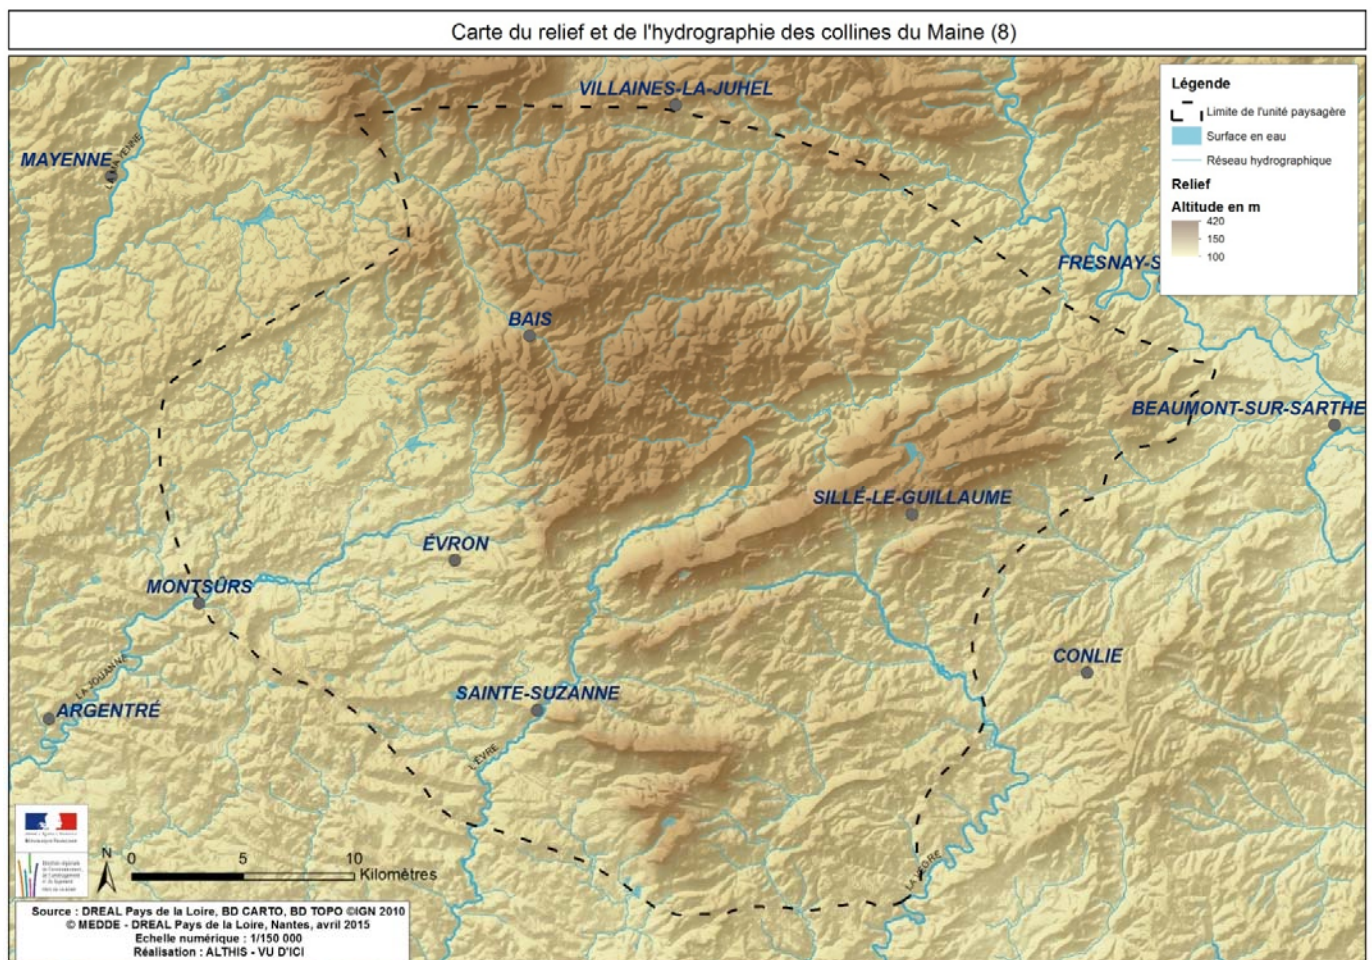 Carte du relief et de l'hydrographie des collines du Maine (8)
VILLAINES-LA-JUHEL
Légende
Limite de l'unité paysagère
Surface en eau
Réseau hydrographique
Relief
Altitude en m
420
150
100
MAYENNE
LA MAYENNE
FRESNAY-S
BAIS
BEAUMONT-SUR-SARTHE
SILLÉ-LE-GUILLAUME
ÉVRON
MONTSÛRS
CONLIE
LA JOUANNA
SAINTE-SUZANNE
ARGENTRÉ
L'ÈVRE
N
0 5 10
Kilomètres
Source : DREAL Pays de la Loire, BD CARTO, BD TOPO ©IGN 2010
© MEDDE - DREAL Pays de la Loire, Nantes, avril 2015
Echelle numérique : 1/150 000
Réalisation : ALTHIS - VU D'ICI